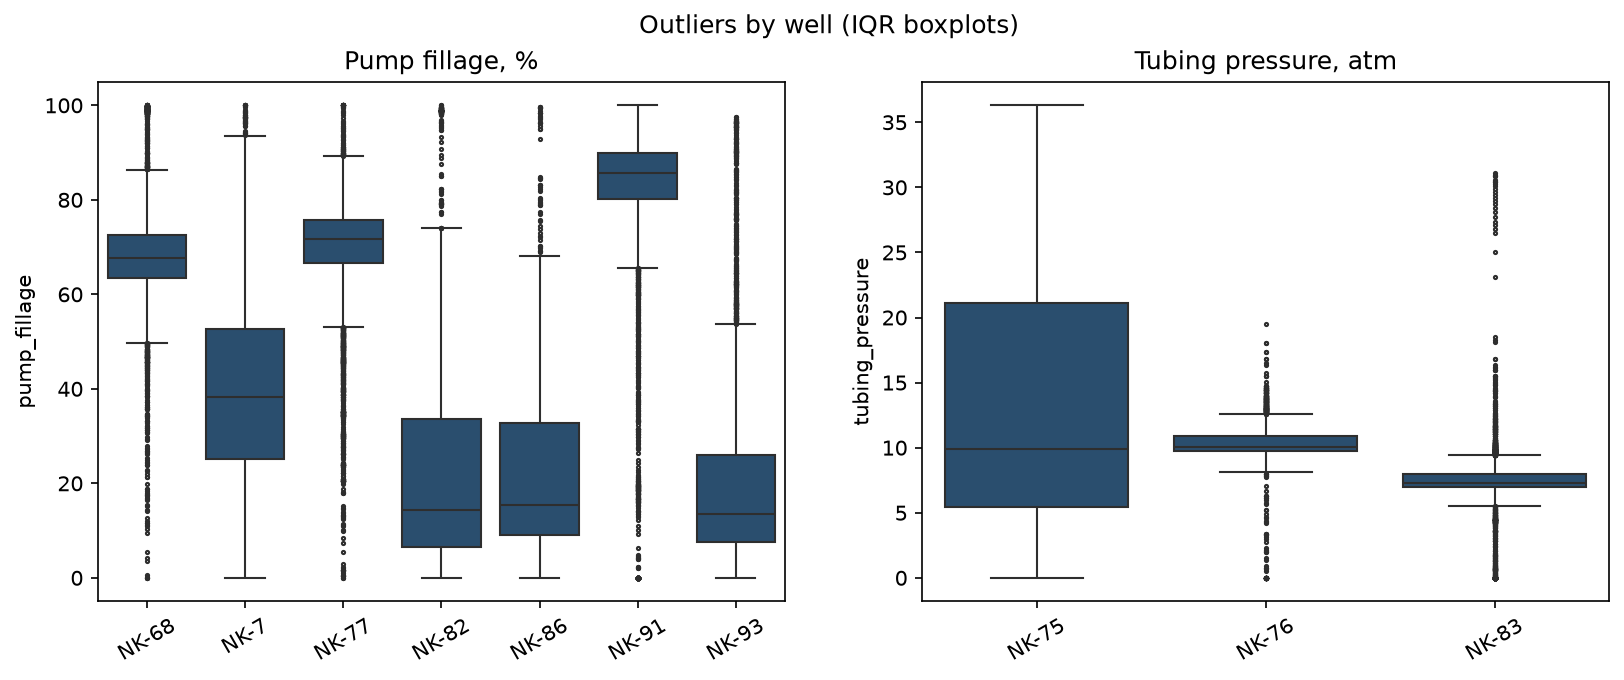 Outliers by well (IQR boxplots)
Pump fillage, %
pump_fillage
100
80
60
40
20
0
NK-68
NK-7
NK-77
NK-82
NK-86
NK-91
NK-93
Tubing pressure, atm
tubing_pressure
35
30
25
20
15
10
5
0
NK-75
NK-76
NK-83